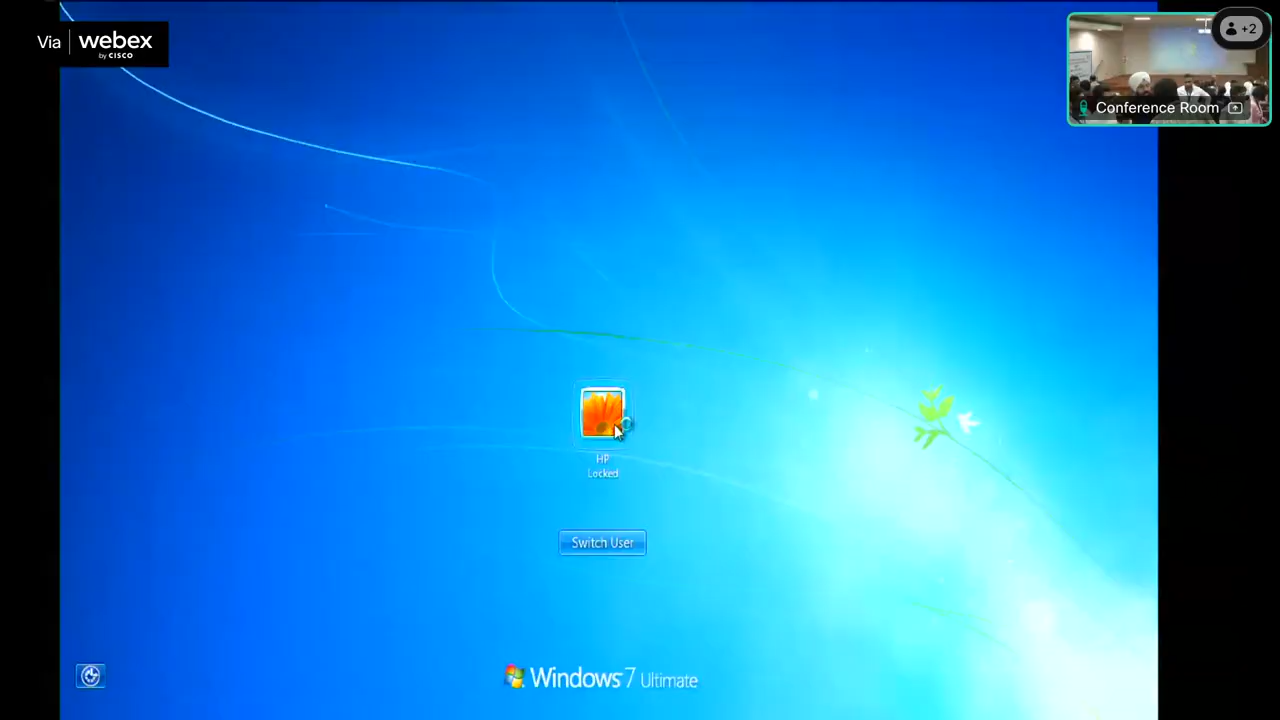 Via webex
by CISCO
+2
Conference Room
HP
Locked
Switch User
Windows 7 Ultimate